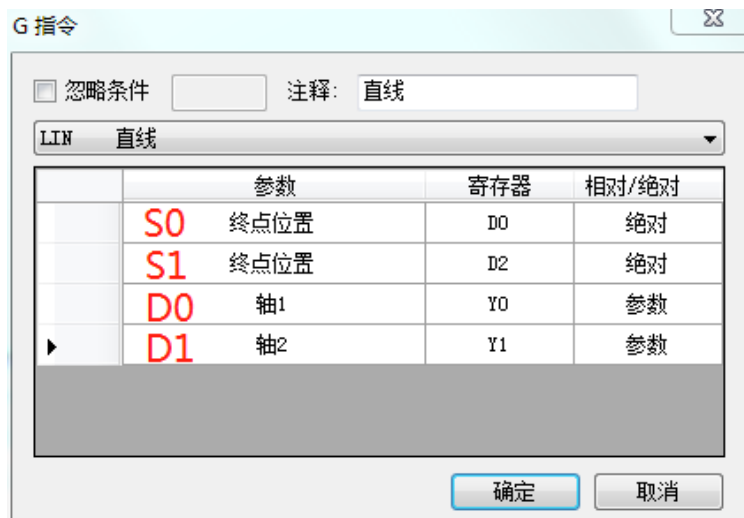 G 指令
忽略条件 注释: 直线
LIN 直线
参数 寄存器 相对/绝对
S0 终点位置 D0 绝对
S1 终点位置 D2 绝对
D0 轴1 Y0 参数
D1 轴2 Y1 参数
确定 取消